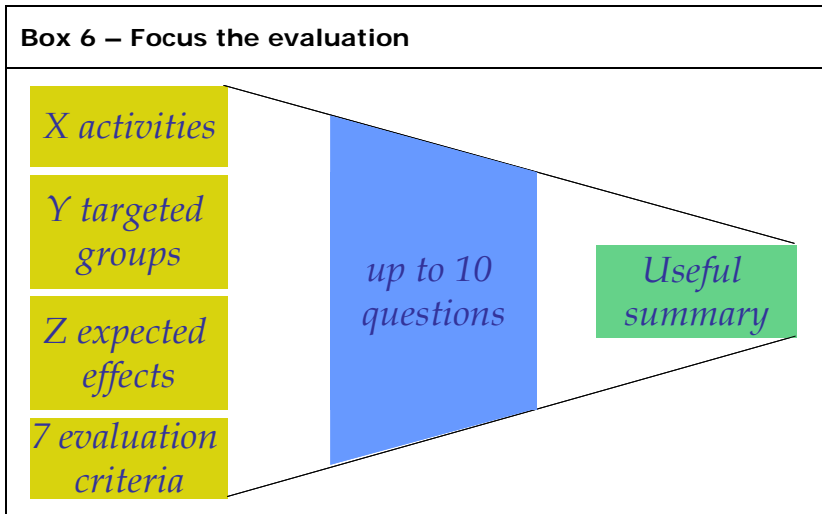 Box 6 – Focus the evaluation
X activities
Y targeted
groups
Z expected
effects
7 evaluation
criteria
up to 10
questions
Useful
summary